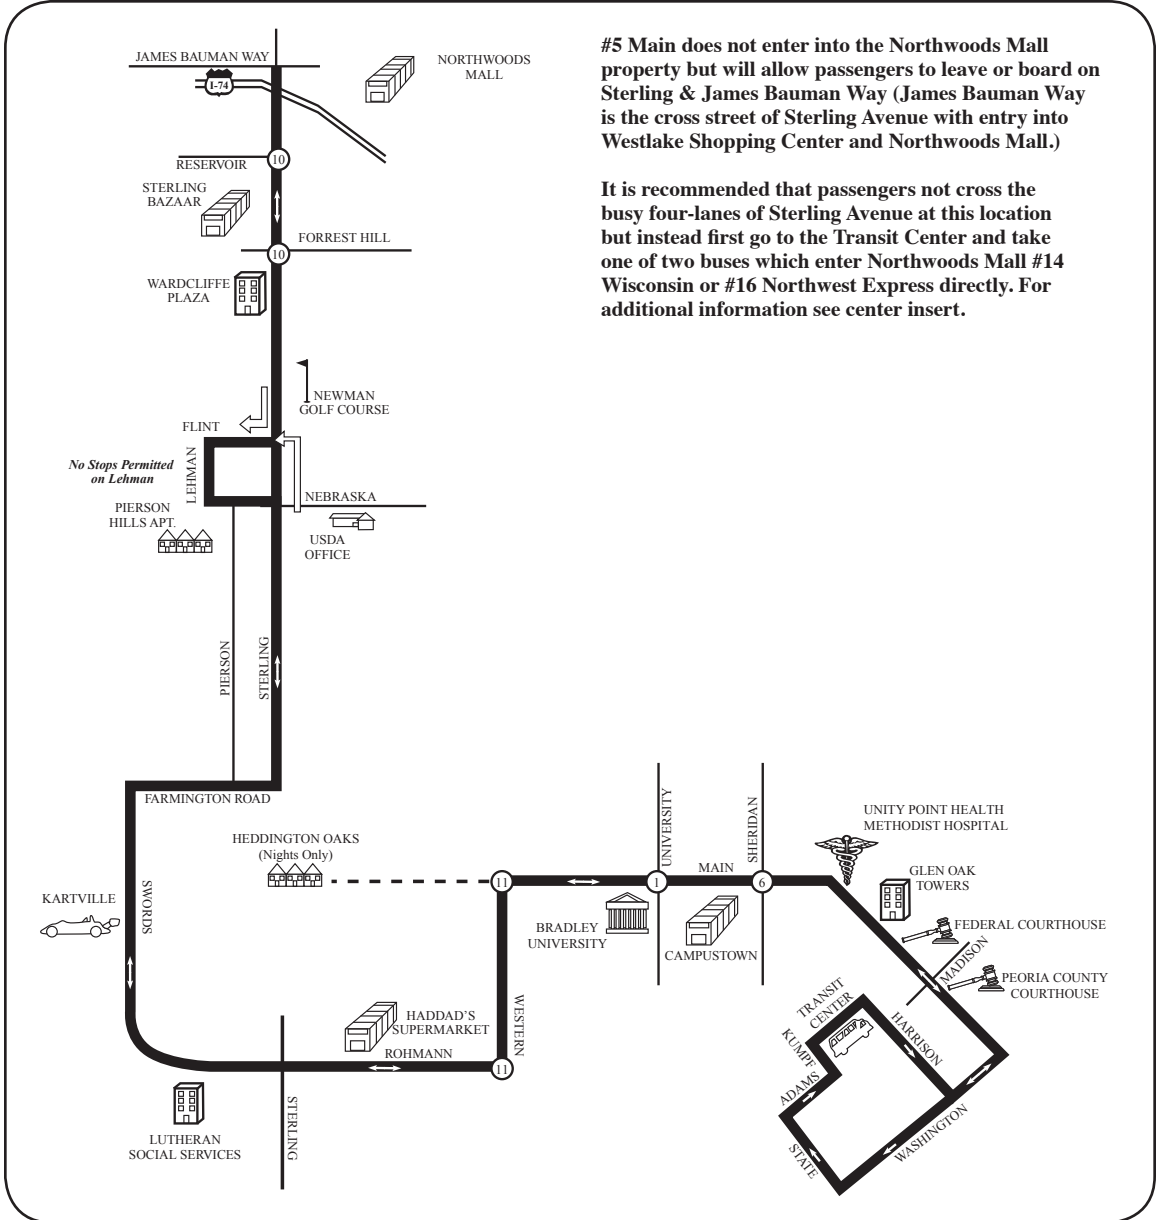 #5 Main does not enter into the Northwoods Mall
property but will allow passengers to leave or board on
Sterling & James Bauman Way (James Bauman Way
is the cross street of Sterling Avenue with entry into
Westlake Shopping Center and Northwoods Mall.)
It is recommended that passengers not cross the
busy four-lanes of Sterling Avenue at this location
but instead first go to the Transit Center and take
one of two buses which enter Northwoods Mall #14
Wisconsin or #16 Northwest Express directly. For
additional information see center insert.
JAMES BAUMAN WAY
NORTHWOODS
MALL
I-74
RESERVOIR
10
STERLING
BAZAAR
FORREST HILL
10
WARDCLIFFE
PLAZA
NEWMAN
GOLF COURSE
FLINT
LEHMAN
No Stops Permitted
on Lehman
NEBRASKA
PIERSON
HILLS APT.
USDA
OFFICE
PIERSON
STERLING
FARMINGTON ROAD
HEDDINGTON OAKS
(Nights Only)
11
UNIVERSITY
1
MAIN
SHERIDAN
6
UNITY POINT HEALTH
METHODIST HOSPITAL
GLEN OAK
TOWERS
KARTVILLE
SWORDS
BRADLEY
UNIVERSITY
CAMPUSTOWN
FEDERAL COURTHOUSE
MADISON
PEORIA COUNTY
COURTHOUSE
TRANSIT
CENTER
KUMPF
HARRISON
HADDAD'S
SUPERMARKET
WESTERN
ROHMANN
11
ADAMS
STATE
WASHINGTON
STERLING
LUTHERAN
SOCIAL SERVICES